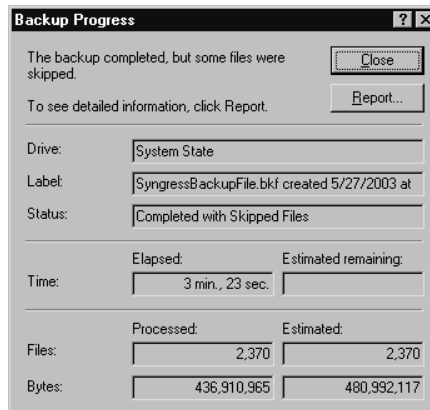 Backup Progress
The backup completed, but some files were
skipped.
To see detailed information, click Report.
Close
Report...
Drive: System State
Label: SyngressBackupFile.bkf created 5/27/2003 at
Status: Completed with Skipped Files
Elapsed: Estimated remaining:
Time: 3 min., 23 sec.
Processed: Estimated:
Files: 2,370 2,370
Bytes: 436,910,965 480,992,117